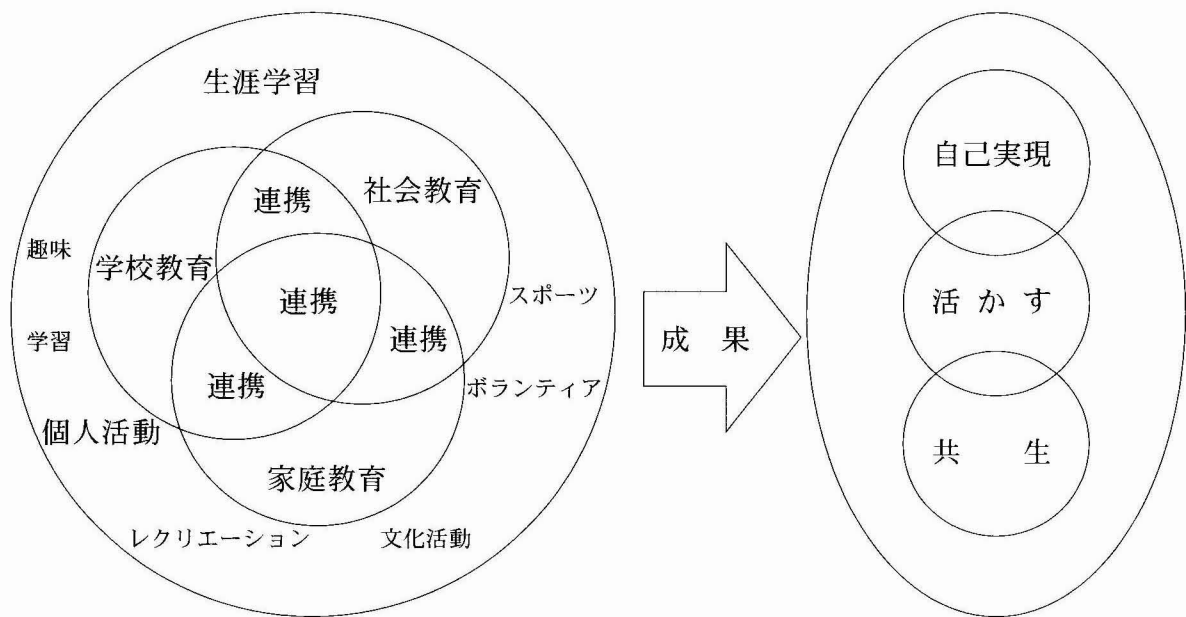 生涯学習
連携
社会教育
趣味
学校教育
連携
スポーツ
学習
連携
連携
ボランティア
個人活動
家庭教育
レクリエーション
文化活動
成 果
自己実現
活 か す
共 生